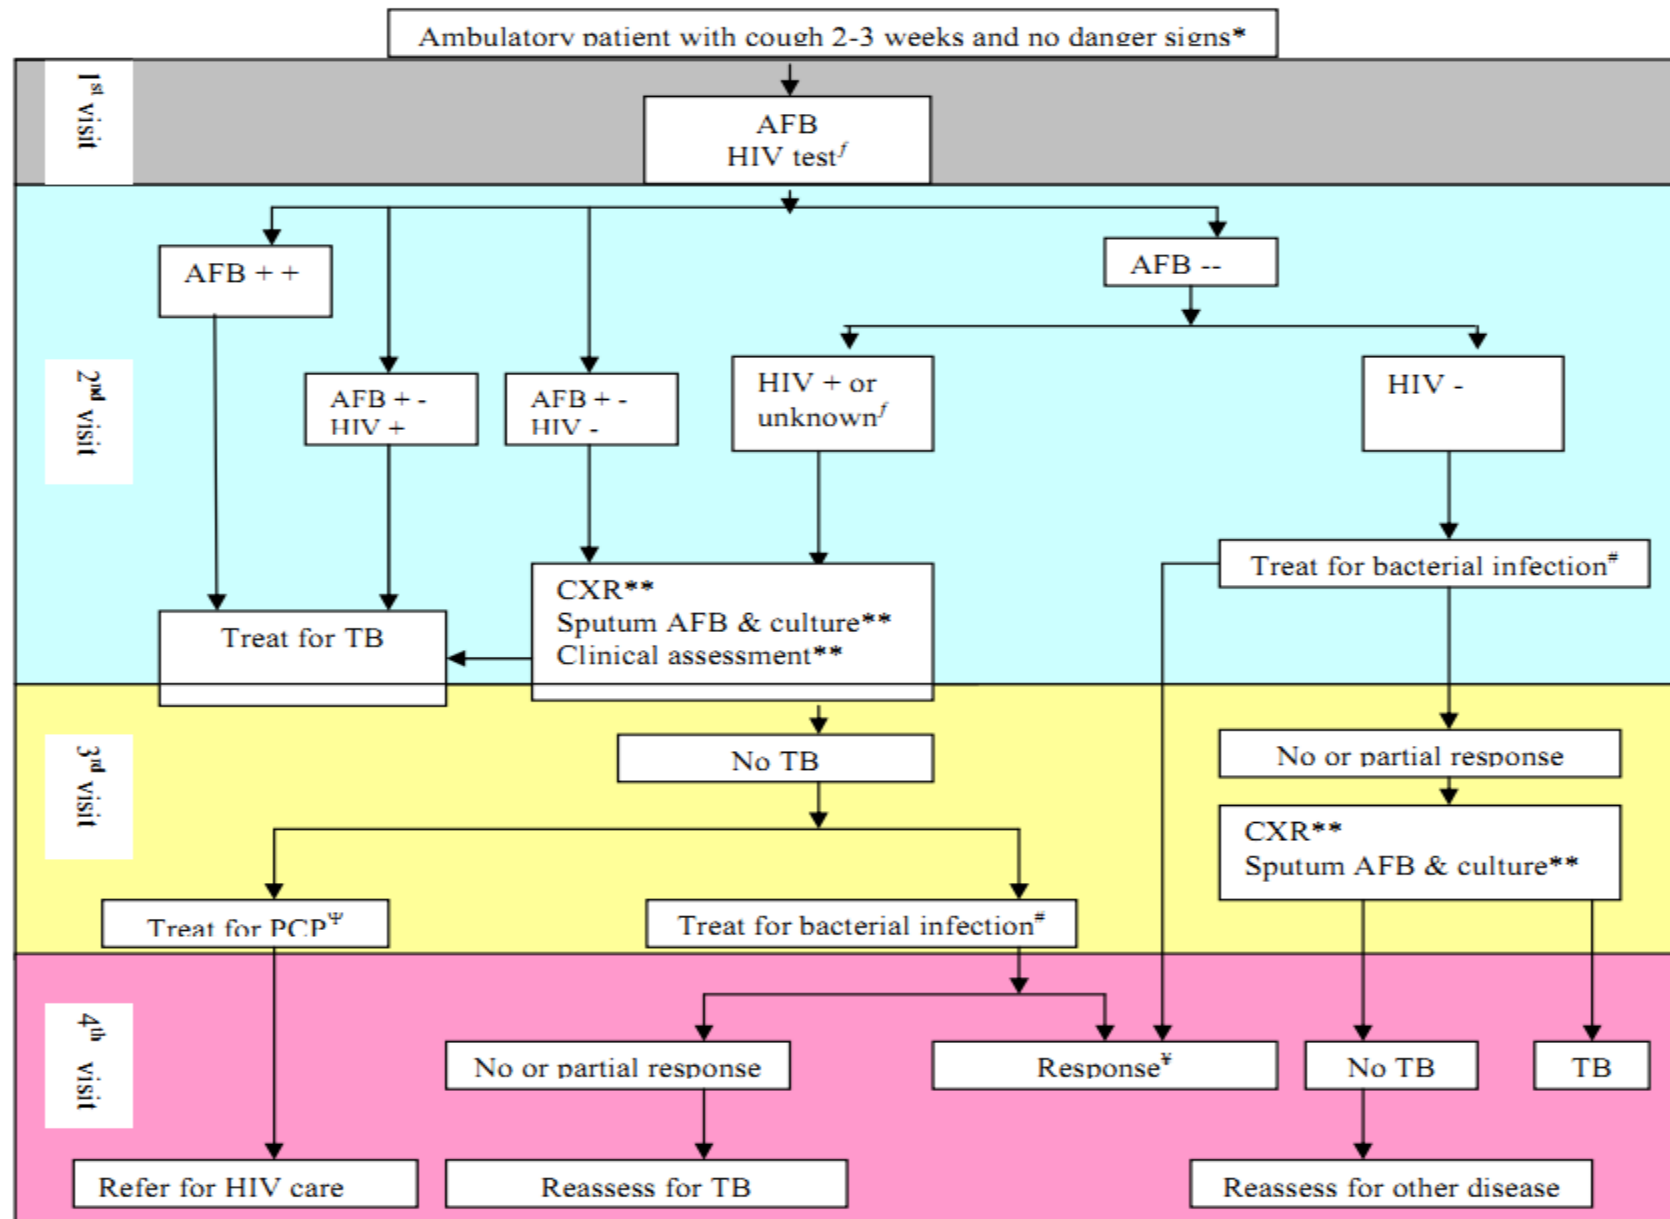 Ambulatory patient with cough 2-3 weeks and no danger signs*
1st visit
AFB
HIV testᶠ
2nd visit
AFB + +
AFB --
AFB + -
HIV +
AFB + -
HIV -
HIV + or
unknownᶠ
HIV -
Treat for bacterial infection#
CXR**
Sputum AFB & culture**
Clinical assessment**
Treat for TB
3rd visit
No TB
No or partial response
CXR**
Sputum AFB & culture**
Treat for PCPΨ
Treat for bacterial infection#
4th visit
No or partial response
Response¥
No TB
TB
Refer for HIV care
Reassess for TB
Reassess for other disease